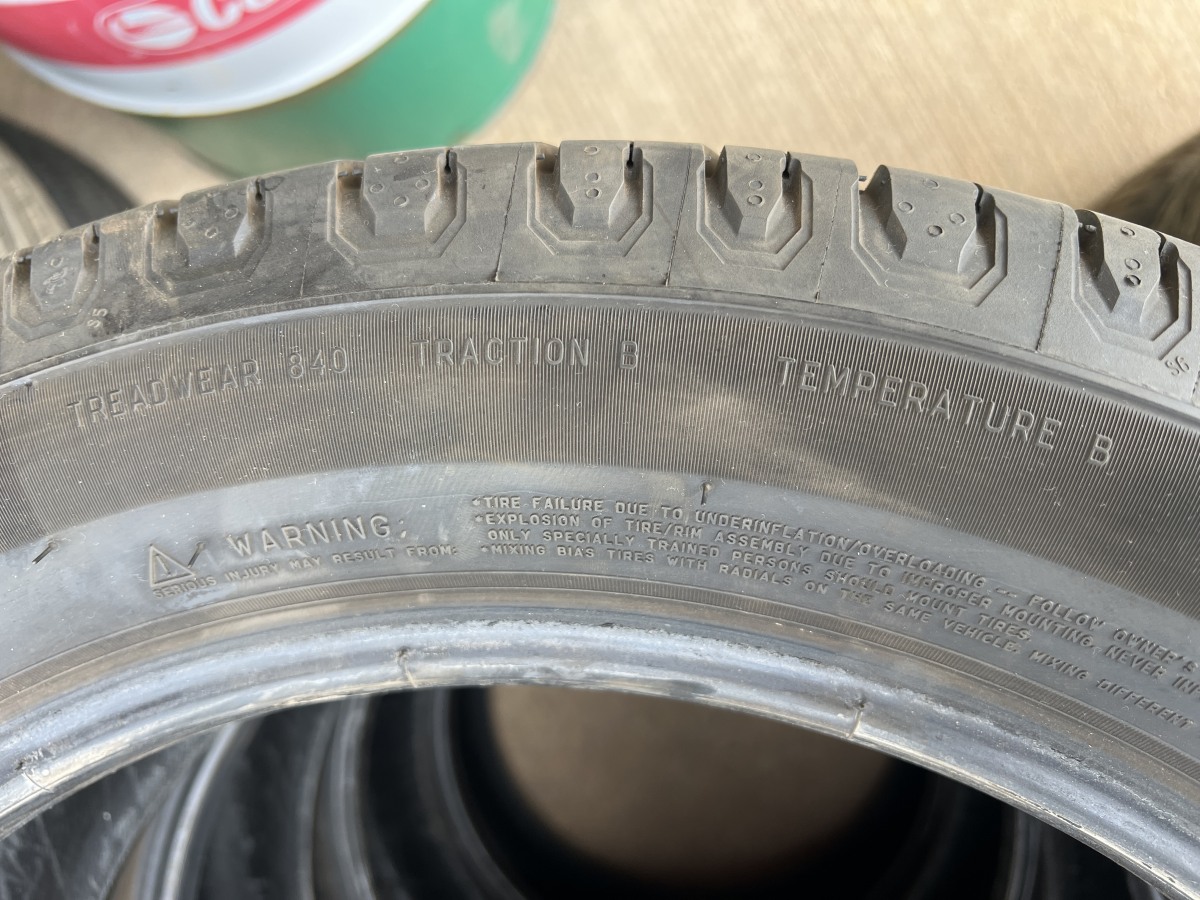 TREADWEAR 840 TRACTION B TEMPERATURE B
WARNING:
SERIOUS INJURY MAY RESULT FROM:
•TIRE FAILURE DUE TO UNDERINFLATION/OVERLOADING -- FOLLOW OWNER'S
•EXPLOSION OF TIRE/RIM ASSEMBLY DUE TO IMPROPER MOUNTING, NEVER IN
ONLY SPECIALLY TRAINED PERSONS SHOULD MOUNT TIRES.
•MIXING BIAS TIRES WITH RADIALS ON THE SAME VEHICLE. MIXING DIFFERENT